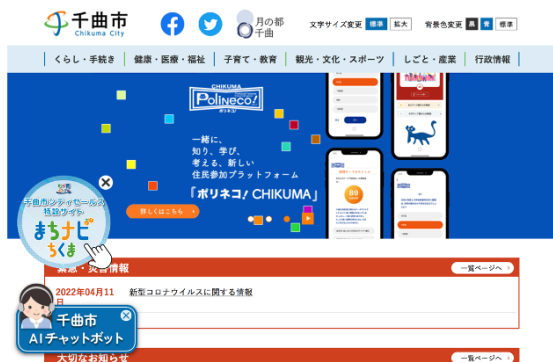 千曲市
Chikuma City
月の都
千曲
文字サイズ変更 標準 拡大
背景色変更 黒 青 標準
くらし・手続き
健康・医療・福祉
子育て・教育
観光・文化・スポーツ
しごと・産業
行政情報
CHIKUMA
Polineco!
ポリネコ!
一緒に、
知り、学び、
考える、新しい
住民参加プラットフォーム
「ポリネコ! CHIKUMA」
詳しくはこちら
千曲市シティセールス
特設サイト
まちナビ
ちくま
緊急・災害情報
一覧ページへ
2022年04月11日
新型コロナウイルスに関する情報
千曲市
AIチャットボット
大切なお知らせ
一覧ページへ